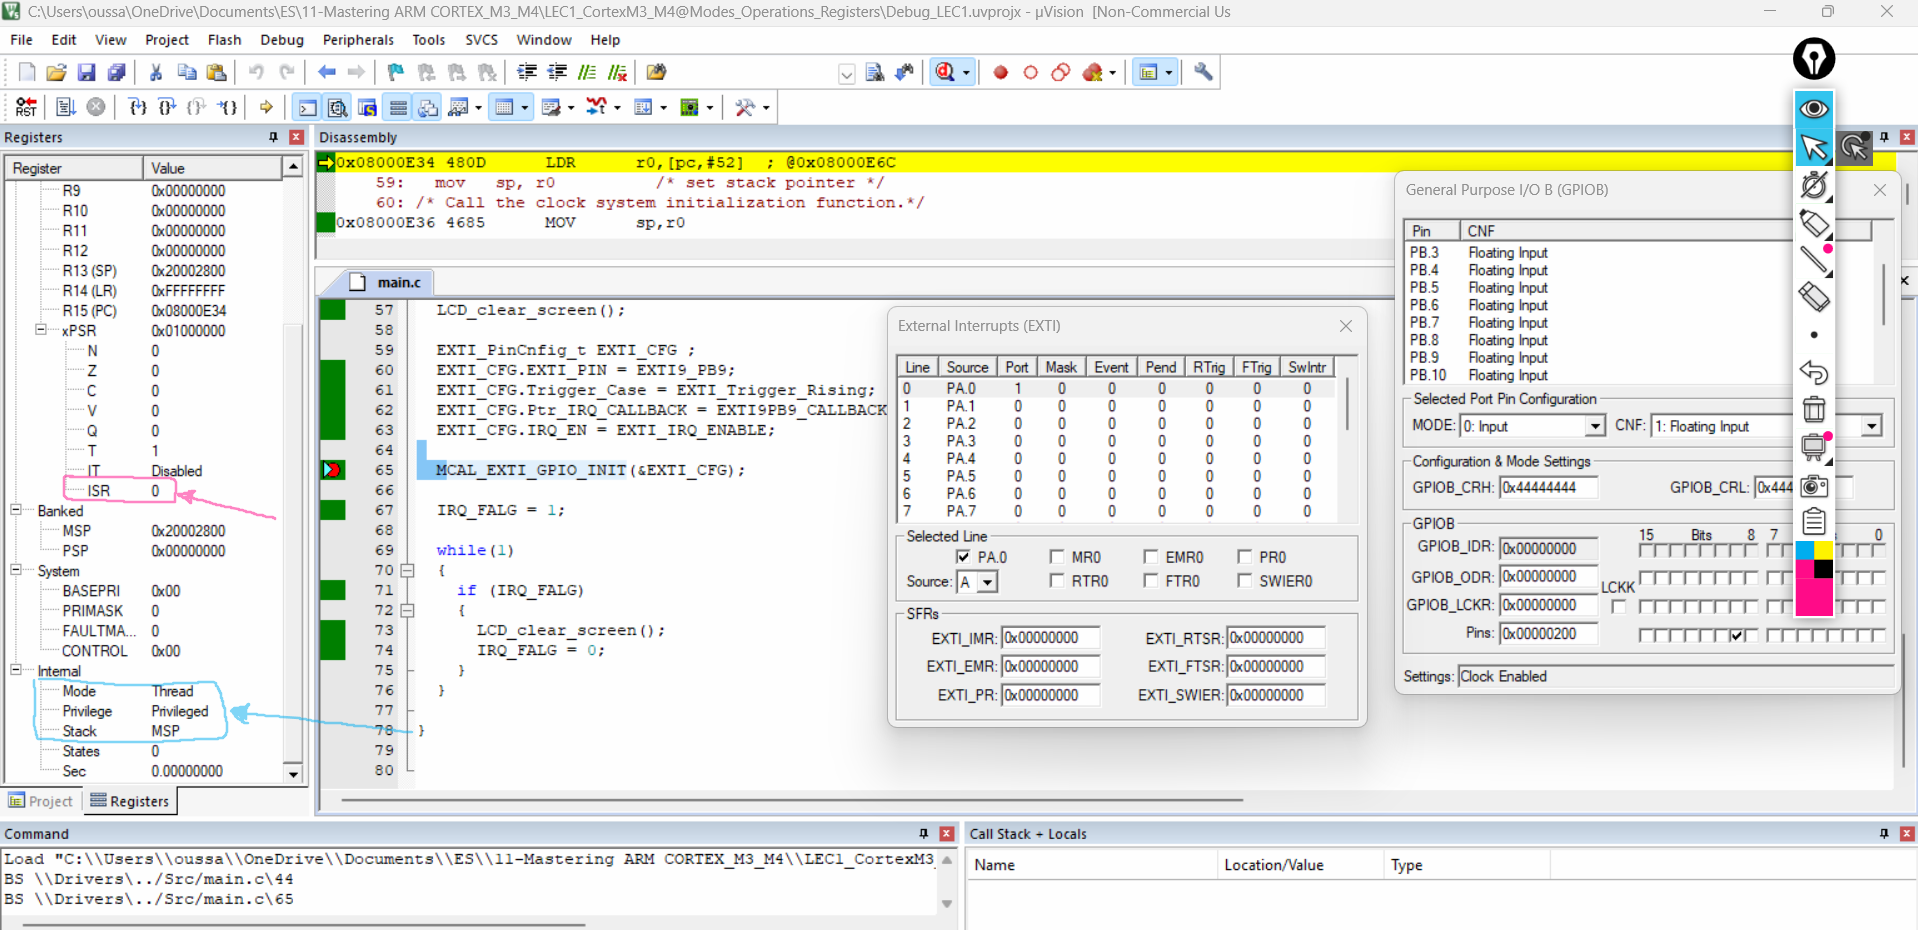 C:\Users\oussa\OneDrive\Documents\ES\11-Mastering ARM CORTEX_M3_M4\LEC1_CortexM3_M4@Modes_Operations_Registers\Debug_LEC1.uvprojx - µVision  [Non-Commercial Us
File Edit View Project Flash Debug Peripherals Tools SVCS Window Help
Registers
Register Value
R9 0x00000000
R10 0x00000000
R11 0x00000000
R12 0x00000000
R13 (SP) 0x20002800
R14 (LR) 0xFFFFFFFF
R15 (PC) 0x08000E34
xPSR 0x01000000
N 0
Z 0
C 0
V 0
Q 0
T 1
IT Disabled
ISR 0
Banked
MSP 0x20002800
PSP 0x00000000
System
BASEPRI 0x00
PRIMASK 0
FAULTMA... 0
CONTROL 0x00
Internal
Mode Thread
Privilege Privileged
Stack MSP
States 0
Sec 0.00000000
Project Registers
Disassembly
0x08000E34 480D LDR r0,[pc,#52] ; @0x08000E6C
59: mov sp, r0 /* set stack pointer */
60: /* Call the clock system initialization function.*/
0x08000E36 4685 MOV sp,r0
main.c
57 LCD_clear_screen();
58
59 EXTI_PinCnfig_t EXTI_CFG ;
60 EXTI_CFG.EXTI_PIN = EXTI9_PB9;
61 EXTI_CFG.Trigger_Case = EXTI_Trigger_Rising;
62 EXTI_CFG.Ptr_IRQ_CALLBACK = EXTI9PB9_CALLBACK
63 EXTI_CFG.IRQ_EN = EXTI_IRQ_ENABLE;
64
65 MCAL_EXTI_GPIO_INIT(&EXTI_CFG);
66
67 IRQ_FALG = 1;
68
69 while(1)
70 {
71 if (IRQ_FALG)
72 {
73 LCD_clear_screen();
74 IRQ_FALG = 0;
75 }
76 }
77
78 }
79
80
External Interrupts (EXTI)
Line Source Port Mask Event Pend RTrig FTrig SwIntr
0 PA.0 1 0 0 0 0 0 0
1 PA.1 0 0 0 0 0 0 0
2 PA.2 0 0 0 0 0 0 0
3 PA.3 0 0 0 0 0 0 0
4 PA.4 0 0 0 0 0 0 0
5 PA.5 0 0 0 0 0 0 0
6 PA.6 0 0 0 0 0 0 0
7 PA.7 0 0 0 0 0 0 0
Selected Line
PA.0 MR0 EMR0 PR0
Source: A RTR0 FTR0 SWIER0
SFRs
EXTI_IMR: 0x00000000 EXTI_RTSR: 0x00000000
EXTI_EMR: 0x00000000 EXTI_FTSR: 0x00000000
EXTI_PR: 0x00000000 EXTI_SWIER: 0x00000000
General Purpose I/O B (GPIOB)
Pin CNF
PB.3 Floating Input
PB.4 Floating Input
PB.5 Floating Input
PB.6 Floating Input
PB.7 Floating Input
PB.8 Floating Input
PB.9 Floating Input
PB.10 Floating Input
Selected Port Pin Configuration
MODE: 0: Input CNF: 1: Floating Input
Configuration & Mode Settings
GPIOB_CRH: 0x44444444 GPIOB_CRL: 0x444
GPIOB
15 Bits 8 7 0
GPIOB_IDR: 0x00000000
GPIOB_ODR: 0x00000000
LCKK
GPIOB_LCKR: 0x00000000
Pins: 0x00000200
Settings: Clock Enabled
Command
Load "C:\\Users\\oussa\\OneDrive\\Documents\\ES\\11-Mastering ARM CORTEX_M3_M4\\LEC1_CortexM3_
BS \\Drivers\../Src/main.c\44
BS \\Drivers\../Src/main.c\65
Call Stack + Locals
Name Location/Value Type